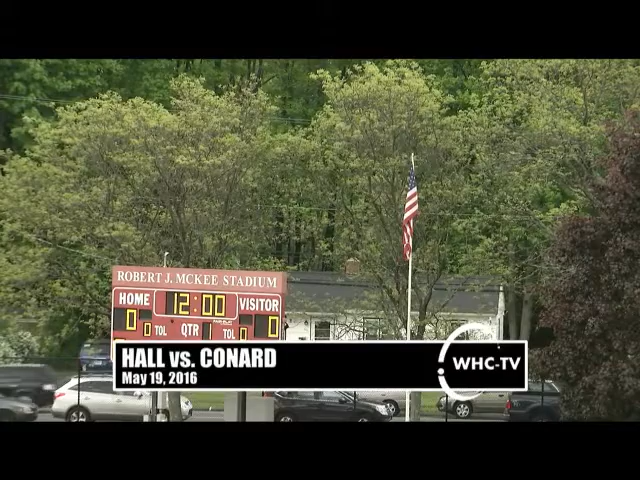 ROBERT J. MCKEE STADIUM
HOME 12:00 VISITOR
0 0 TOL QTR TOL 0 0
HALL vs. CONARD
May 19, 2016
WHC-TV